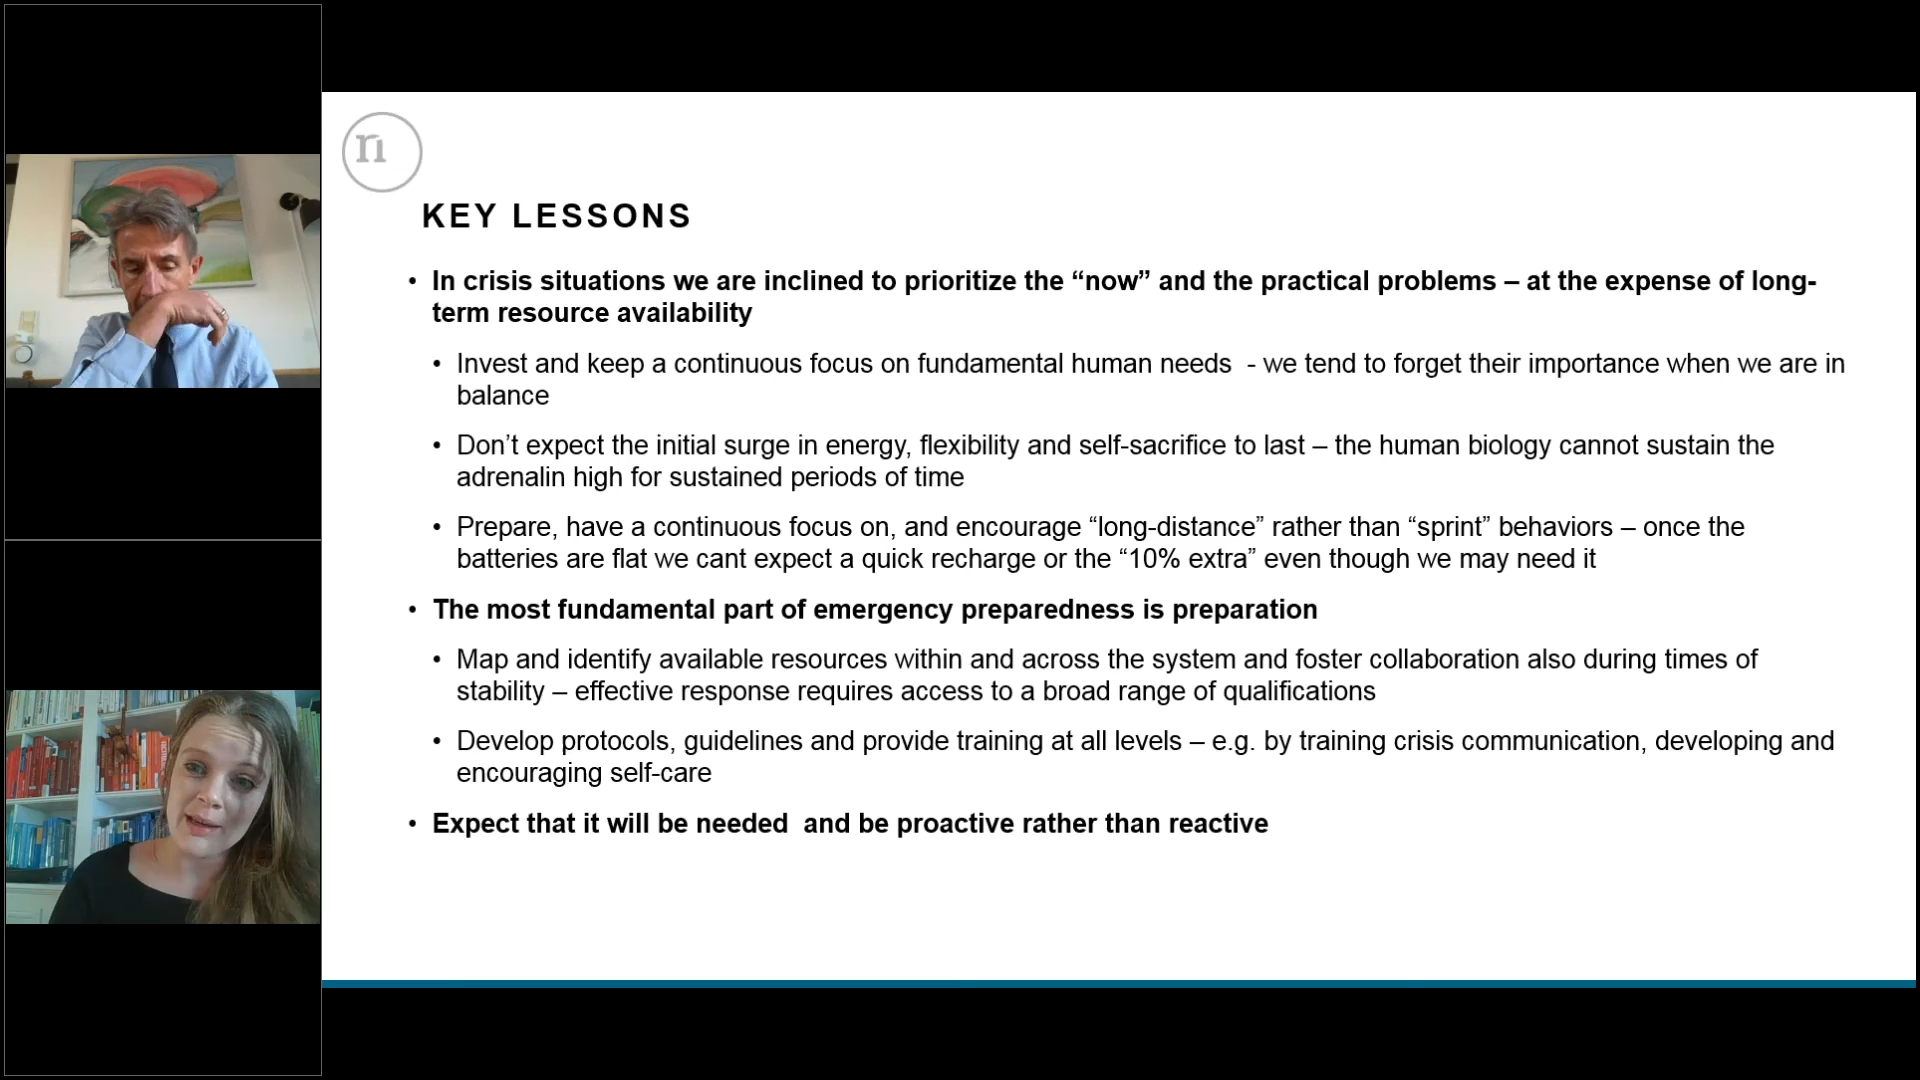 n
KEY LESSONS
• In crisis situations we are inclined to prioritize the “now” and the practical problems – at the expense of long-
term resource availability
• Invest and keep a continuous focus on fundamental human needs  - we tend to forget their importance when we are in
balance
• Don’t expect the initial surge in energy, flexibility and self-sacrifice to last – the human biology cannot sustain the
adrenalin high for sustained periods of time
• Prepare, have a continuous focus on, and encourage “long-distance” rather than “sprint” behaviors – once the
batteries are flat we cant expect a quick recharge or the “10% extra” even though we may need it
• The most fundamental part of emergency preparedness is preparation
• Map and identify available resources within and across the system and foster collaboration also during times of
stability – effective response requires access to a broad range of qualifications
• Develop protocols, guidelines and provide training at all levels – e.g. by training crisis communication, developing and
encouraging self-care
• Expect that it will be needed  and be proactive rather than reactive